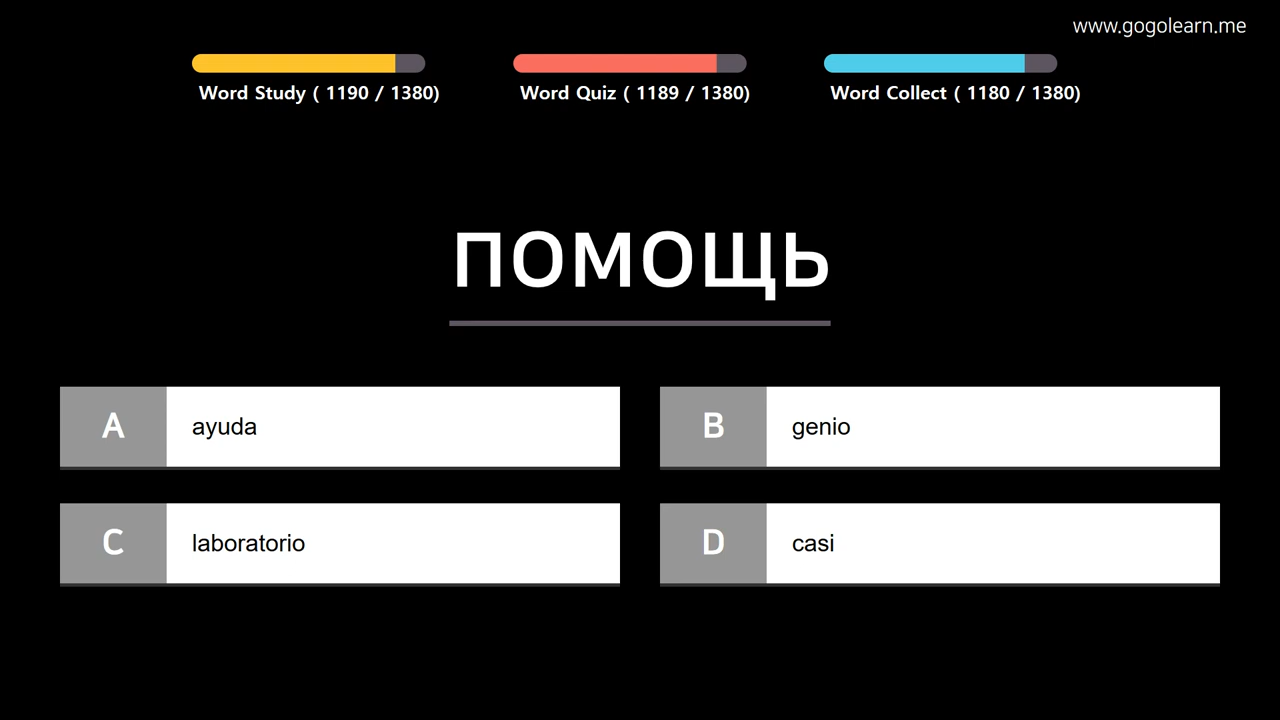 www.gogolearn.me
Word Study ( 1190 / 1380)
Word Quiz ( 1189 / 1380)
Word Collect ( 1180 / 1380)
помощь
A ayuda
B genio
C laboratorio
D casi